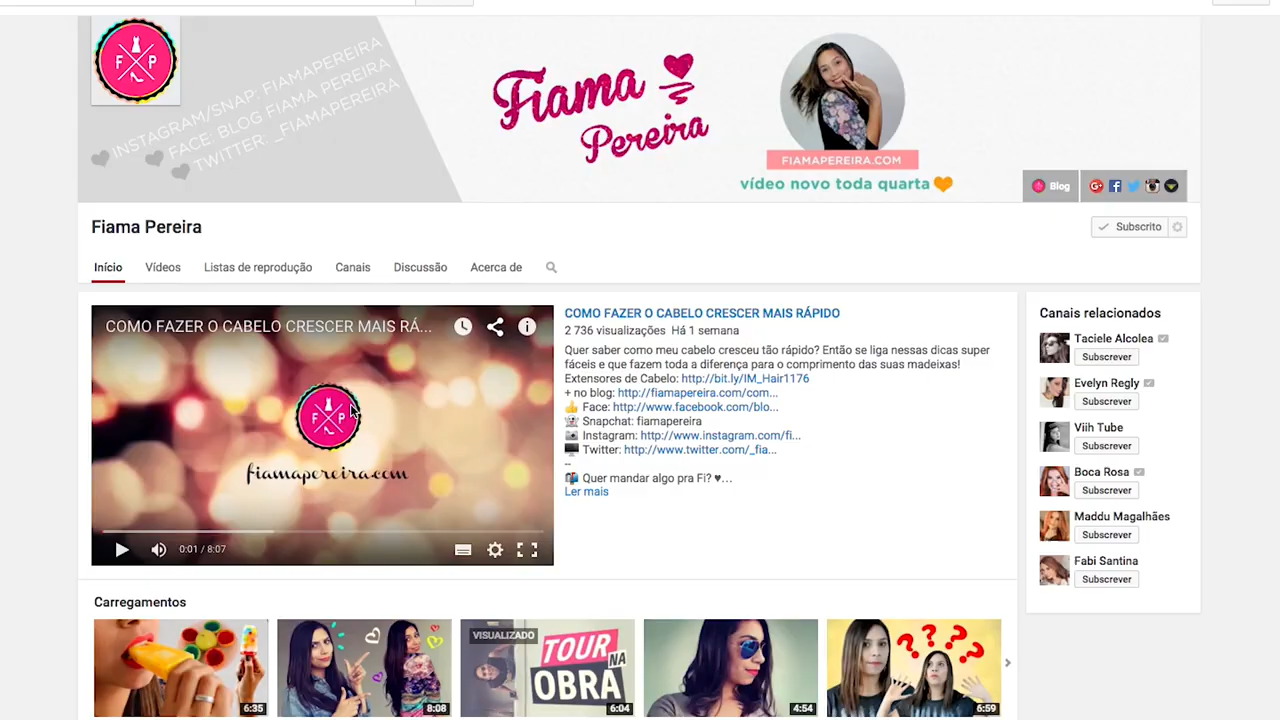 F P
INSTAGRAM/SNAP: FIAMAPEREIRA
FACE: BLOG FIAMA PEREIRA
TWITTER: _FIAMAPEREIRA
Fiama
Pereira
FIAMAPEREIRA.COM
vídeo novo toda quarta
Blog
Fiama Pereira
Subscrito
Início Vídeos Listas de reprodução Canais Discussão Acerca de
COMO FAZER O CABELO CRESCER MAIS RÁ...
F P
fiamapereira.com
0:01 / 8:07
COMO FAZER O CABELO CRESCER MAIS RÁPIDO
2 736 visualizações Há 1 semana
Quer saber como meu cabelo cresceu tão rápido? Então se liga nessas dicas super
fáceis e que fazem toda a diferença para o comprimento das suas madeixas!
Extensores de Cabelo: http://bit.ly/IM_Hair1176
+ no blog: http://fiamapereira.com/com...
👍 Face: http://www.facebook.com/blo...
Snapchat: fiamapereira
Instagram: http://www.instagram.com/fi...
Twitter: http://www.twitter.com/_fia...
--
Quer mandar algo pra Fi? ♥...
Ler mais
Canais relacionados
Taciele Alcolea
Subscrever
Evelyn Regly
Subscrever
Viih Tube
Subscrever
Boca Rosa
Subscrever
Maddu Magalhães
Subscrever
Fabi Santina
Subscrever
Carregamentos
6:35
8:08
VISUALIZADO
TOUR
NA
OBRA
6:04
4:54
????
6:59